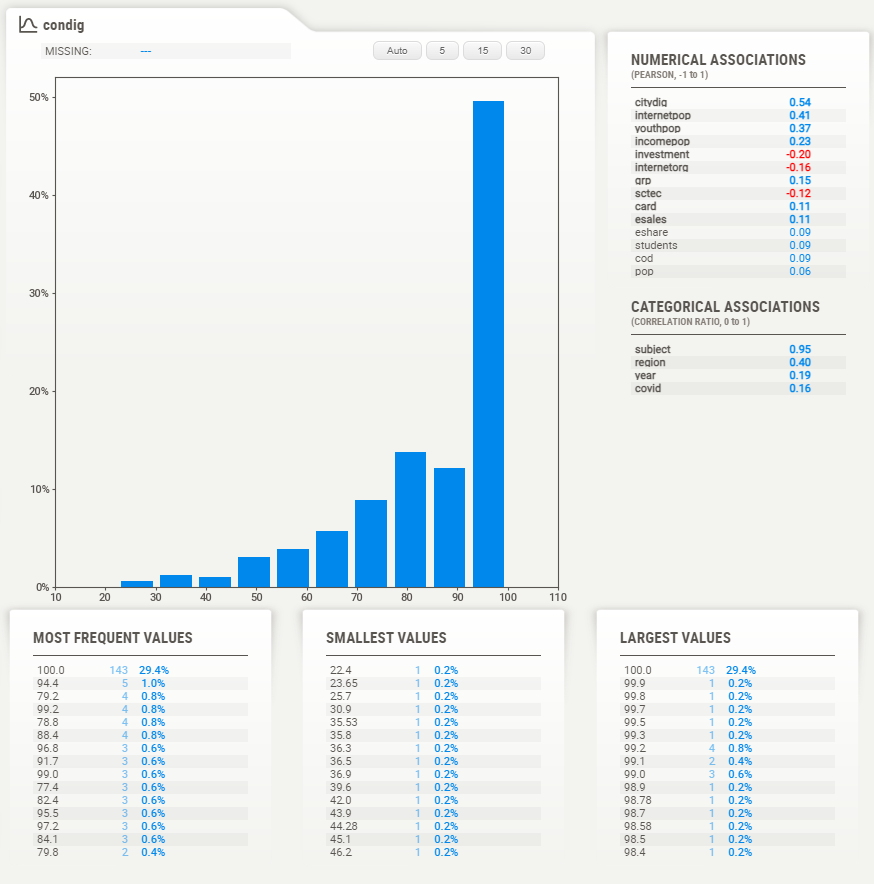 condig
MISSING: ---
Auto 5 15 30
50%
40%
30%
20%
10%
0%
10 20 30 40 50 60 70 80 90 100 110
NUMERICAL ASSOCIATIONS
(PEARSON, -1 to 1)
citydig 0.54
internetpop 0.41
youthpop 0.37
incomepop 0.23
investment -0.20
internetorg -0.16
grp 0.15
sctec -0.12
card 0.11
esales 0.11
eshare 0.09
students 0.09
cod 0.09
pop 0.06
CATEGORICAL ASSOCIATIONS
(CORRELATION RATIO, 0 to 1)
subject 0.95
region 0.40
year 0.19
covid 0.16
MOST FREQUENT VALUES
100.0 143 29.4%
94.4 5 1.0%
79.2 4 0.8%
99.2 4 0.8%
78.8 4 0.8%
88.4 4 0.8%
96.8 3 0.6%
91.7 3 0.6%
99.0 3 0.6%
77.4 3 0.6%
82.4 3 0.6%
95.5 3 0.6%
97.2 3 0.6%
84.1 3 0.6%
79.8 2 0.4%
SMALLEST VALUES
22.4 1 0.2%
23.65 1 0.2%
25.7 1 0.2%
30.9 1 0.2%
35.53 1 0.2%
35.8 1 0.2%
36.3 1 0.2%
36.5 1 0.2%
36.9 1 0.2%
39.6 1 0.2%
42.0 1 0.2%
43.9 1 0.2%
44.28 1 0.2%
45.1 1 0.2%
46.2 1 0.2%
LARGEST VALUES
100.0 143 29.4%
99.9 1 0.2%
99.8 1 0.2%
99.7 1 0.2%
99.5 1 0.2%
99.3 1 0.2%
99.2 4 0.8%
99.1 2 0.4%
99.0 3 0.6%
98.9 1 0.2%
98.78 1 0.2%
98.7 1 0.2%
98.58 1 0.2%
98.5 1 0.2%
98.4 1 0.2%